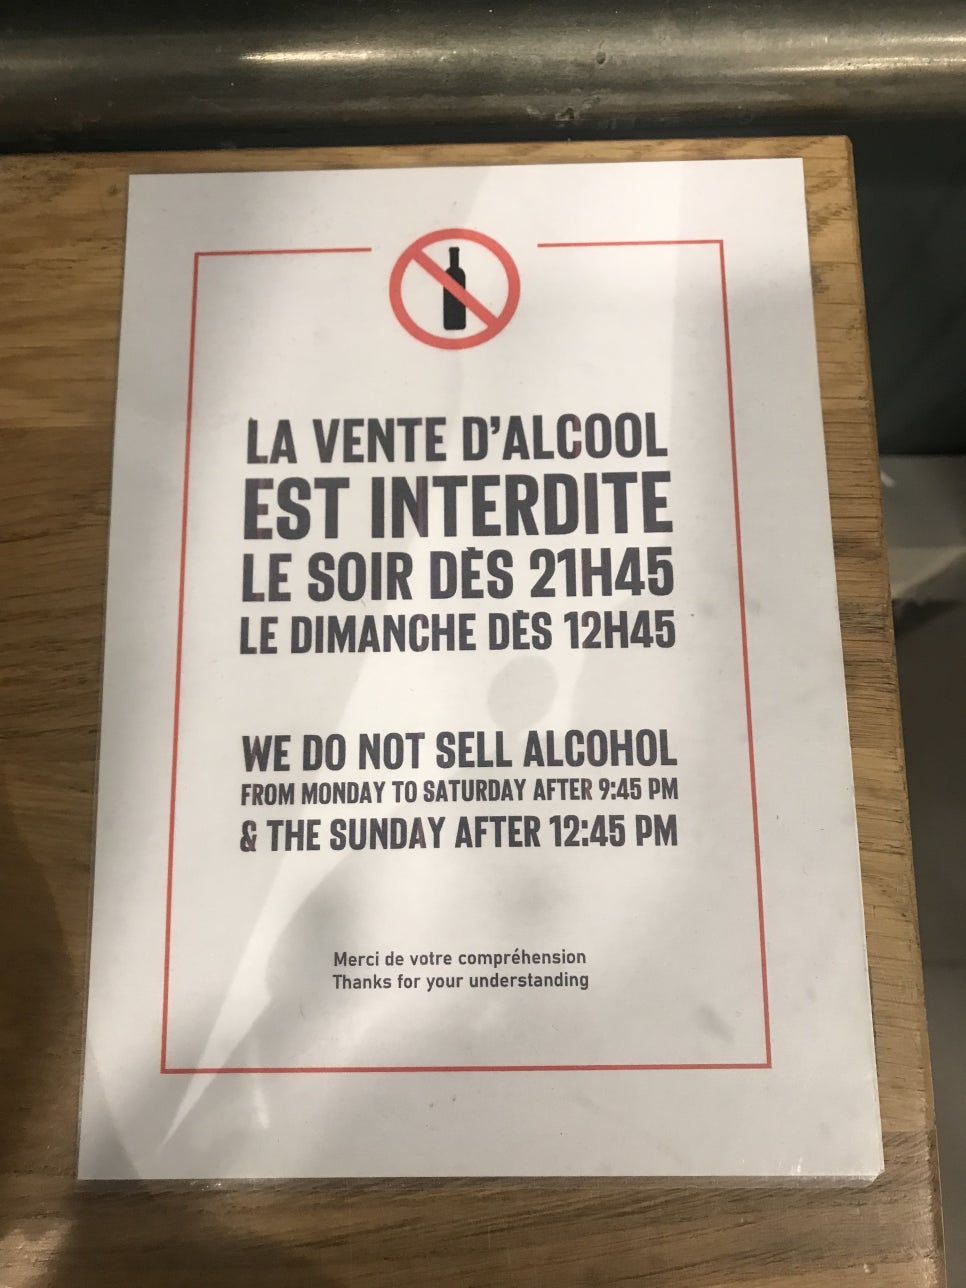 LA VENTE D'ALCOOL
EST INTERDITE
LE SOIR DÈS 21H45
LE DIMANCHE DÈS 12H45
WE DO NOT SELL ALCOHOL
FROM MONDAY TO SATURDAY AFTER 9:45 PM
& THE SUNDAY AFTER 12:45 PM
Merci de votre compréhension
Thanks for your understanding